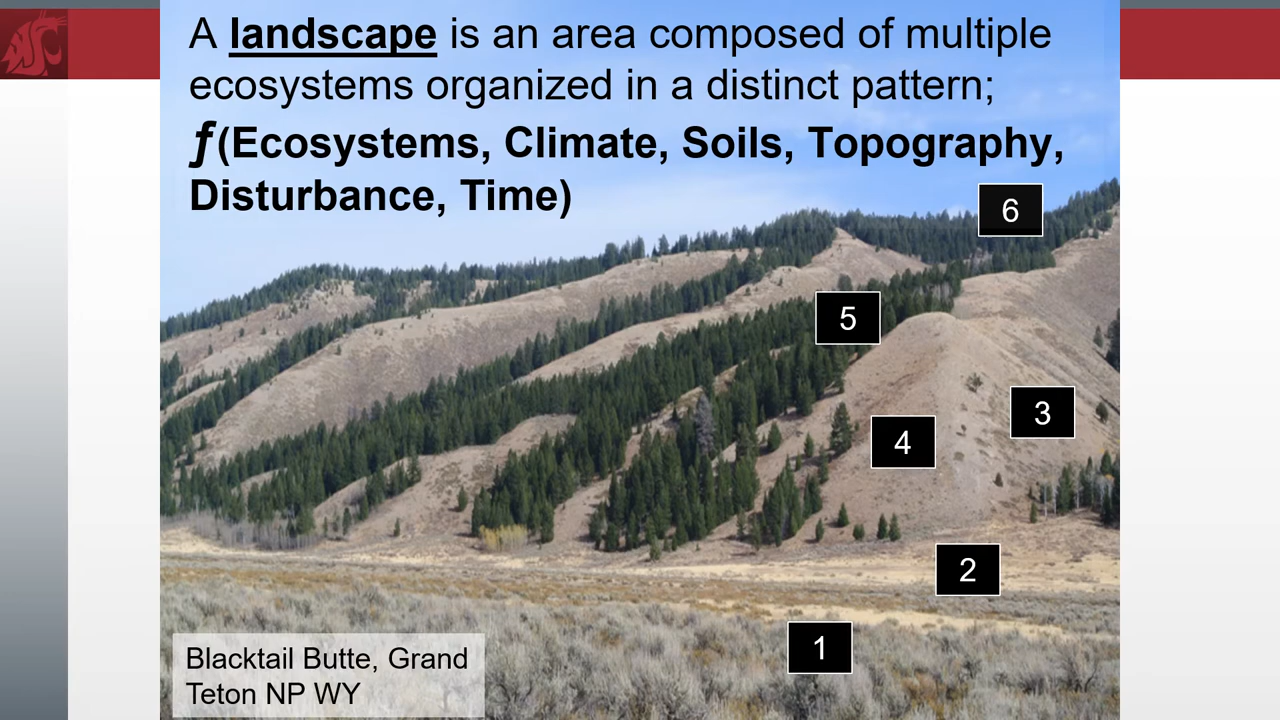 A landscape is an area composed of multiple
ecosystems organized in a distinct pattern;
ƒ(Ecosystems, Climate, Soils, Topography,
Disturbance, Time)
6
5
3
4
2
1
Blacktail Butte, Grand
Teton NP WY